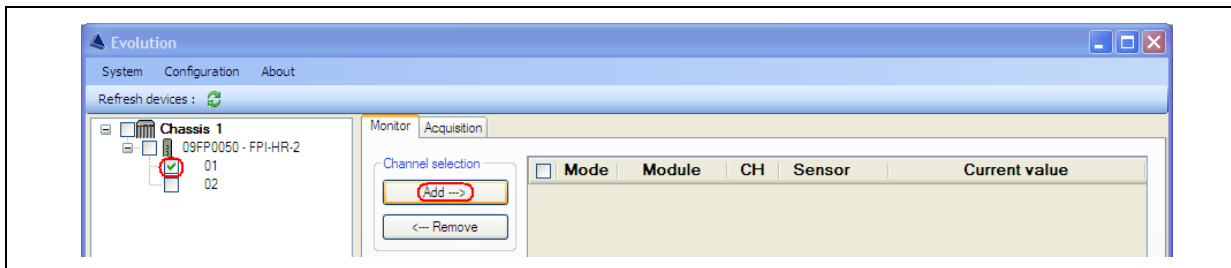 Evolution
System Configuration About
Refresh devices :
Chassis 1
09FP0050 - FPI-HR-2
01
02
Monitor Acquisition
Channel selection
Add --->
<--- Remove
Mode Module CH Sensor Current value